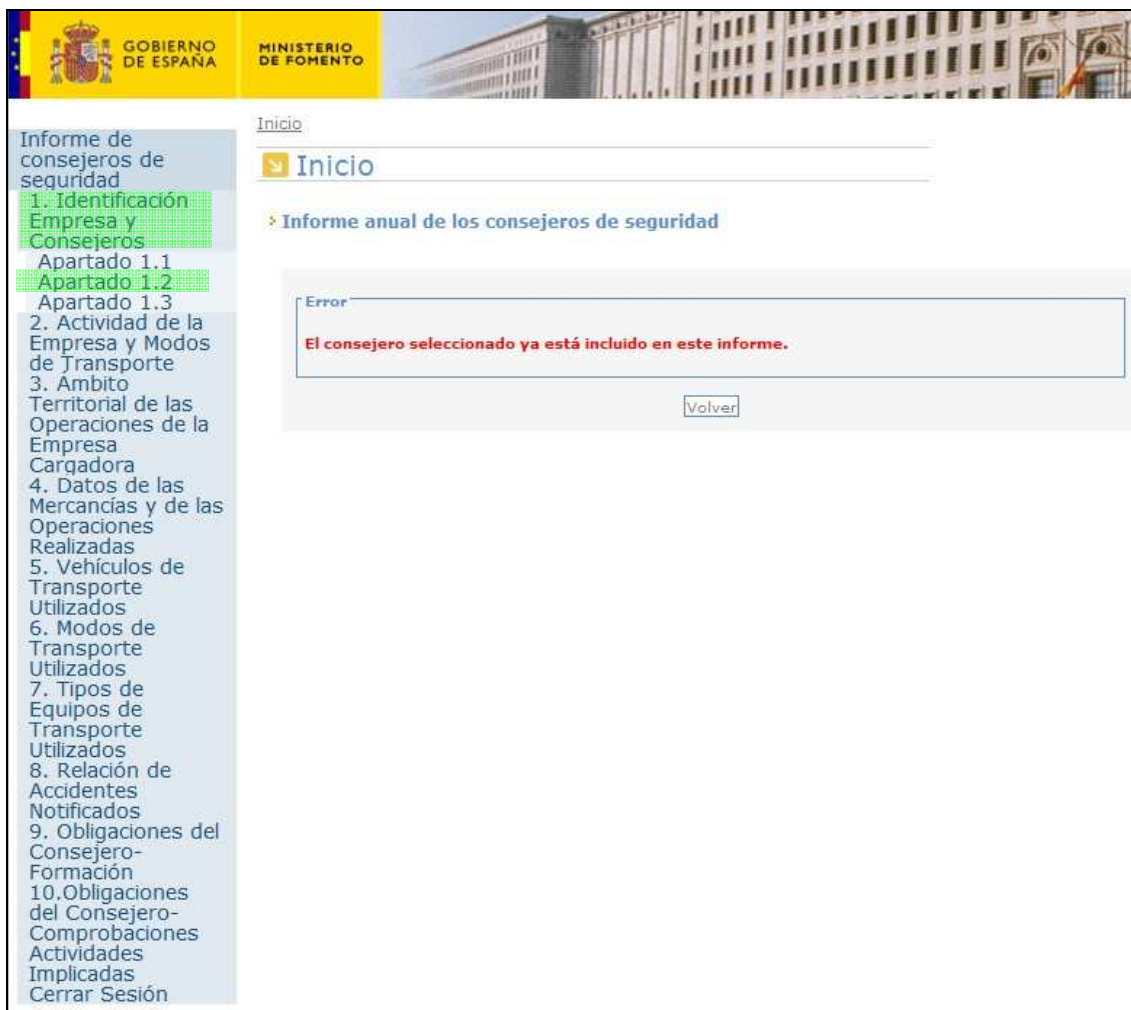 GOBIERNO
DE ESPAÑA
MINISTERIO
DE FOMENTO
Informe de
consejeros de
seguridad
1. Identificación
Empresa y
Consejeros
Apartado 1.1
Apartado 1.2
Apartado 1.3
2. Actividad de la
Empresa y Modos
de Transporte
3. Ambito
Territorial de las
Operaciones de la
Empresa
Cargadora
4. Datos de las
Mercancías y de las
Operaciones
Realizadas
5. Vehículos de
Transporte
Utilizados
6. Modos de
Transporte
Utilizados
7. Tipos de
Equipos de
Transporte
Utilizados
8. Relación de
Accidentes
Notificados
9. Obligaciones del
Consejero-
Formación
10.Obligaciones
del Consejero-
Comprobaciones
Actividades
Implicadas
Cerrar Sesión
Inicio
Inicio
Informe anual de los consejeros de seguridad
Error
El consejero seleccionado ya está incluido en este informe.
Volver